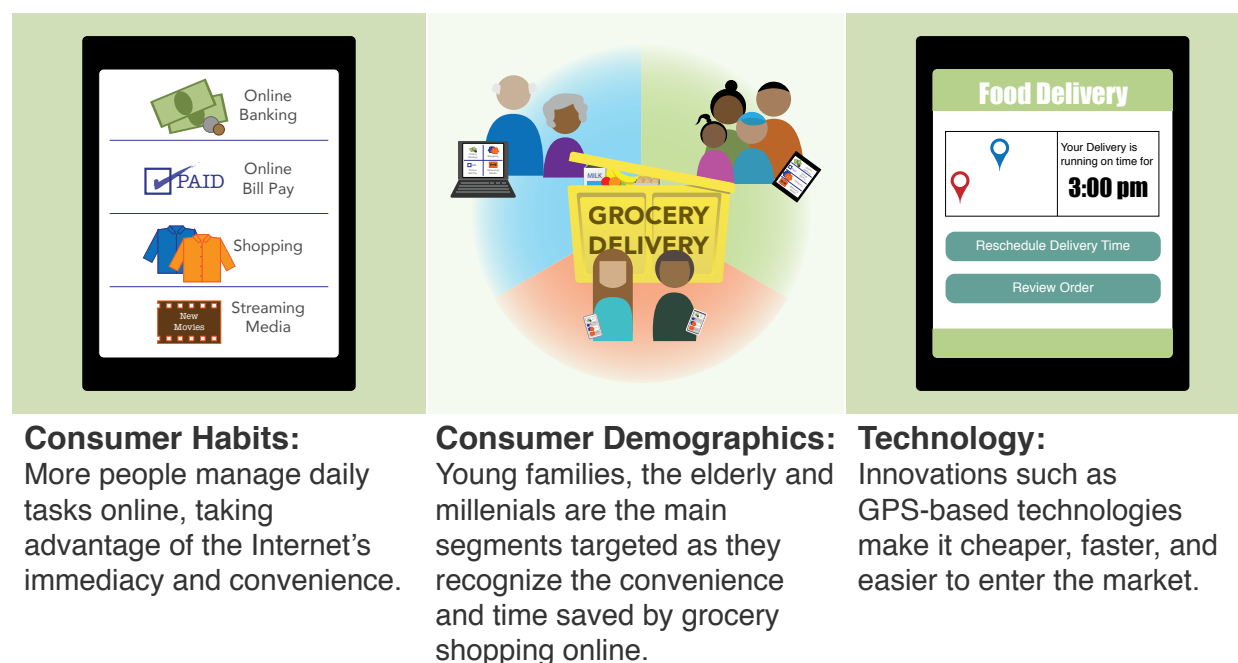 Online
Banking
PAID
Online
Bill Pay
Shopping
New
Movies
Streaming
Media
MILK
GROCERY
DELIVERY
Food Delivery
Your Delivery is
running on time for
3:00 pm
Reschedule Delivery Time
Review Order
Consumer Habits:
More people manage daily
tasks online, taking
advantage of the Internet's
immediacy and convenience.
Consumer Demographics:
Young families, the elderly and
millenials are the main
segments targeted as they
recognize the convenience
and time saved by grocery
shopping online.
Technology:
Innovations such as
GPS-based technologies
make it cheaper, faster, and
easier to enter the market.